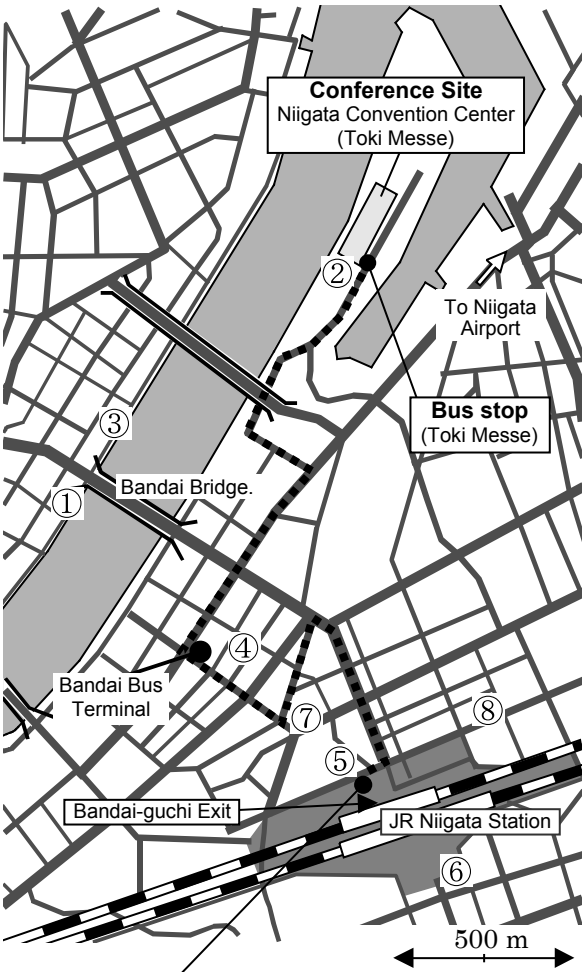 Conference Site
Niigata Convention Center
(Toki Messe)
②
To Niigata
Airport
Bus stop
(Toki Messe)
③
①
Bandai Bridge.
④
Bandai Bus
Terminal
⑦
⑧
⑤
Bandai-guchi Exit
JR Niigata Station
⑥
500 m